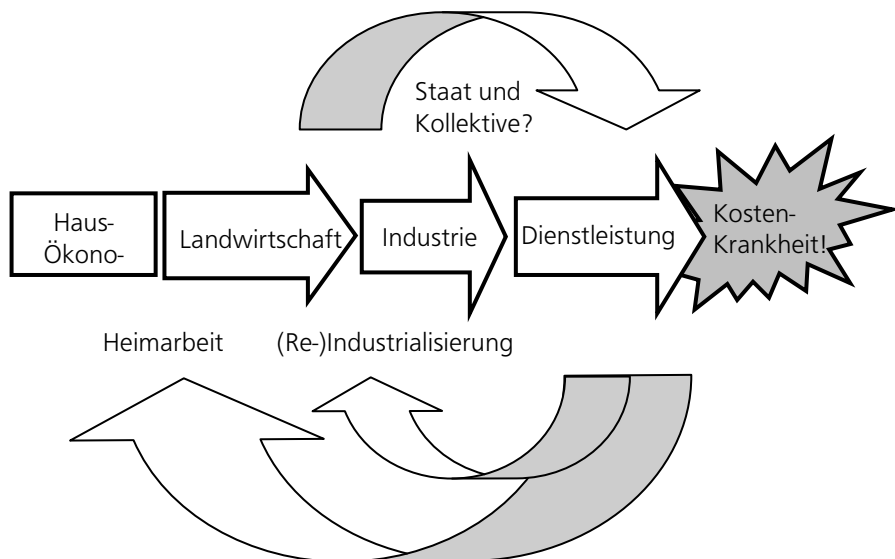 Staat und
Kollektive?
Haus-
Ökono-
Landwirtschaft
Industrie
Dienstleistung
Kosten-
Krankheit!
Heimarbeit
(Re-)Industrialisierung